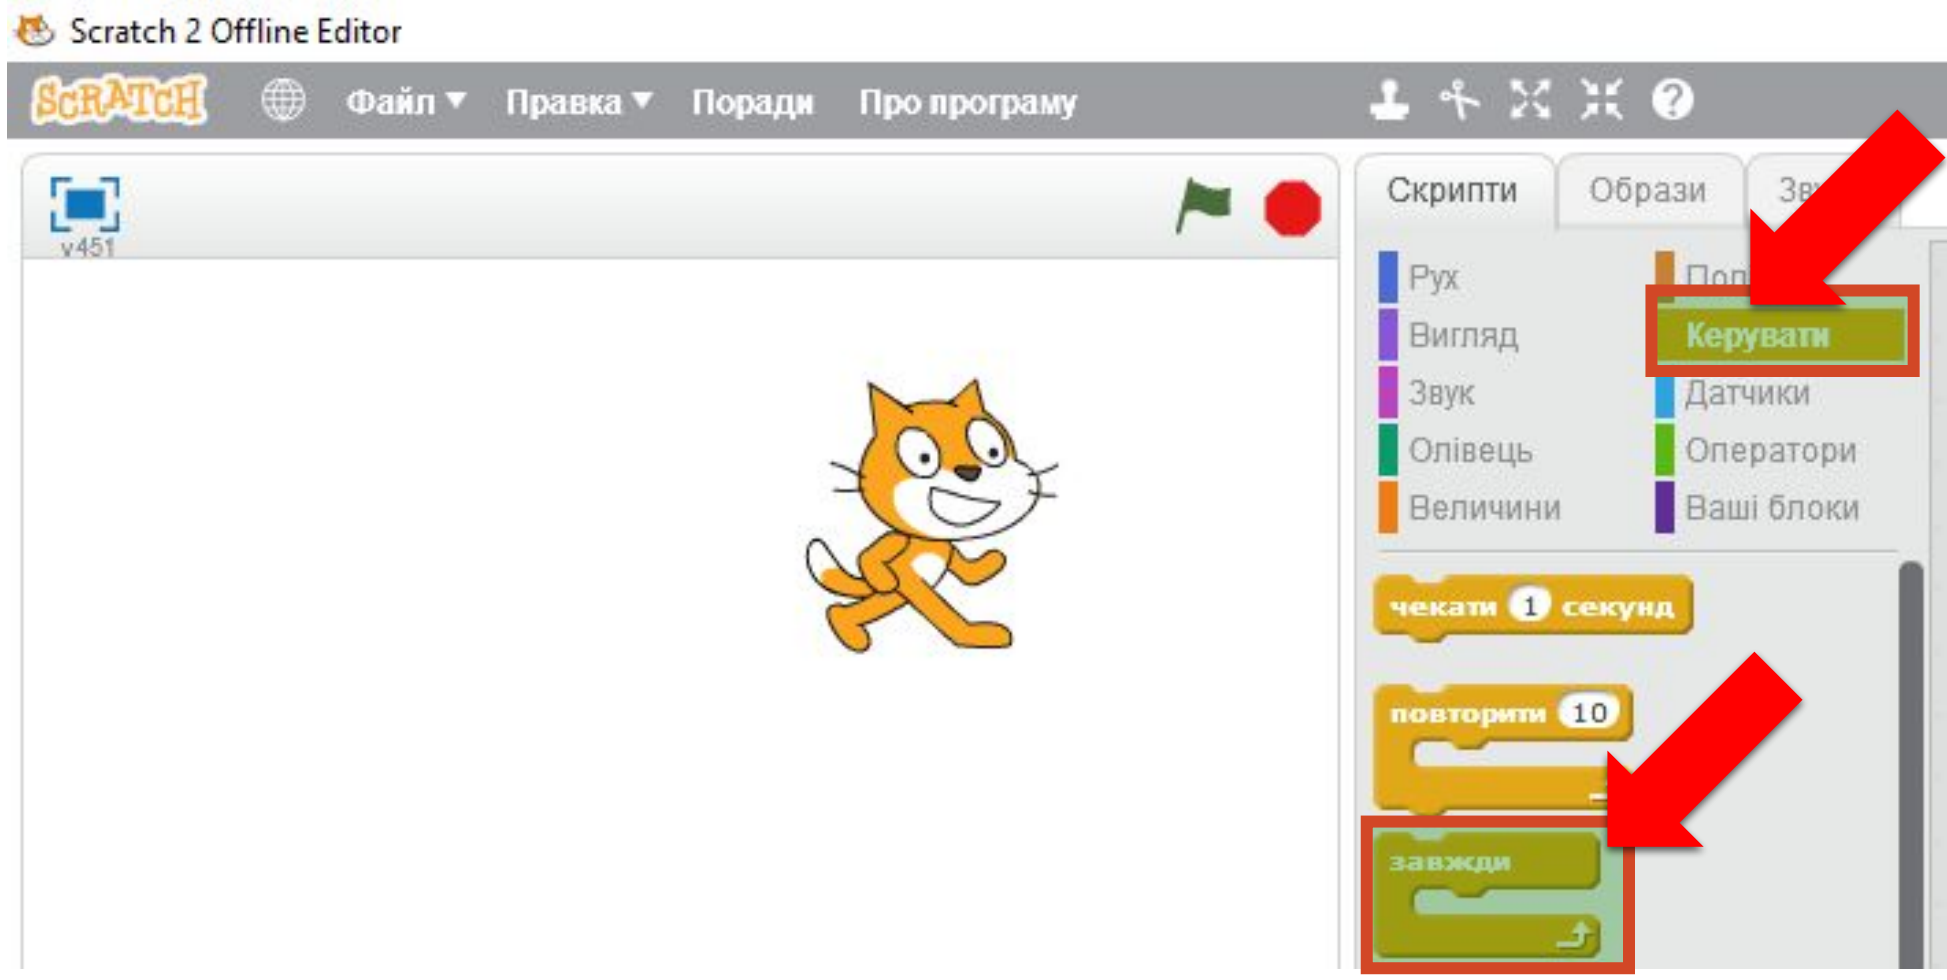 Scratch 2 Offline Editor
SCRATCH Файл Правка Поради Про програму ?
v451
Скрипти Образи
Рух
Керувати
Вигляд
Звук Датчики
Олівець Оператори
Величини Ваші блоки
чекати 1 секунд
повторити 10
завжди